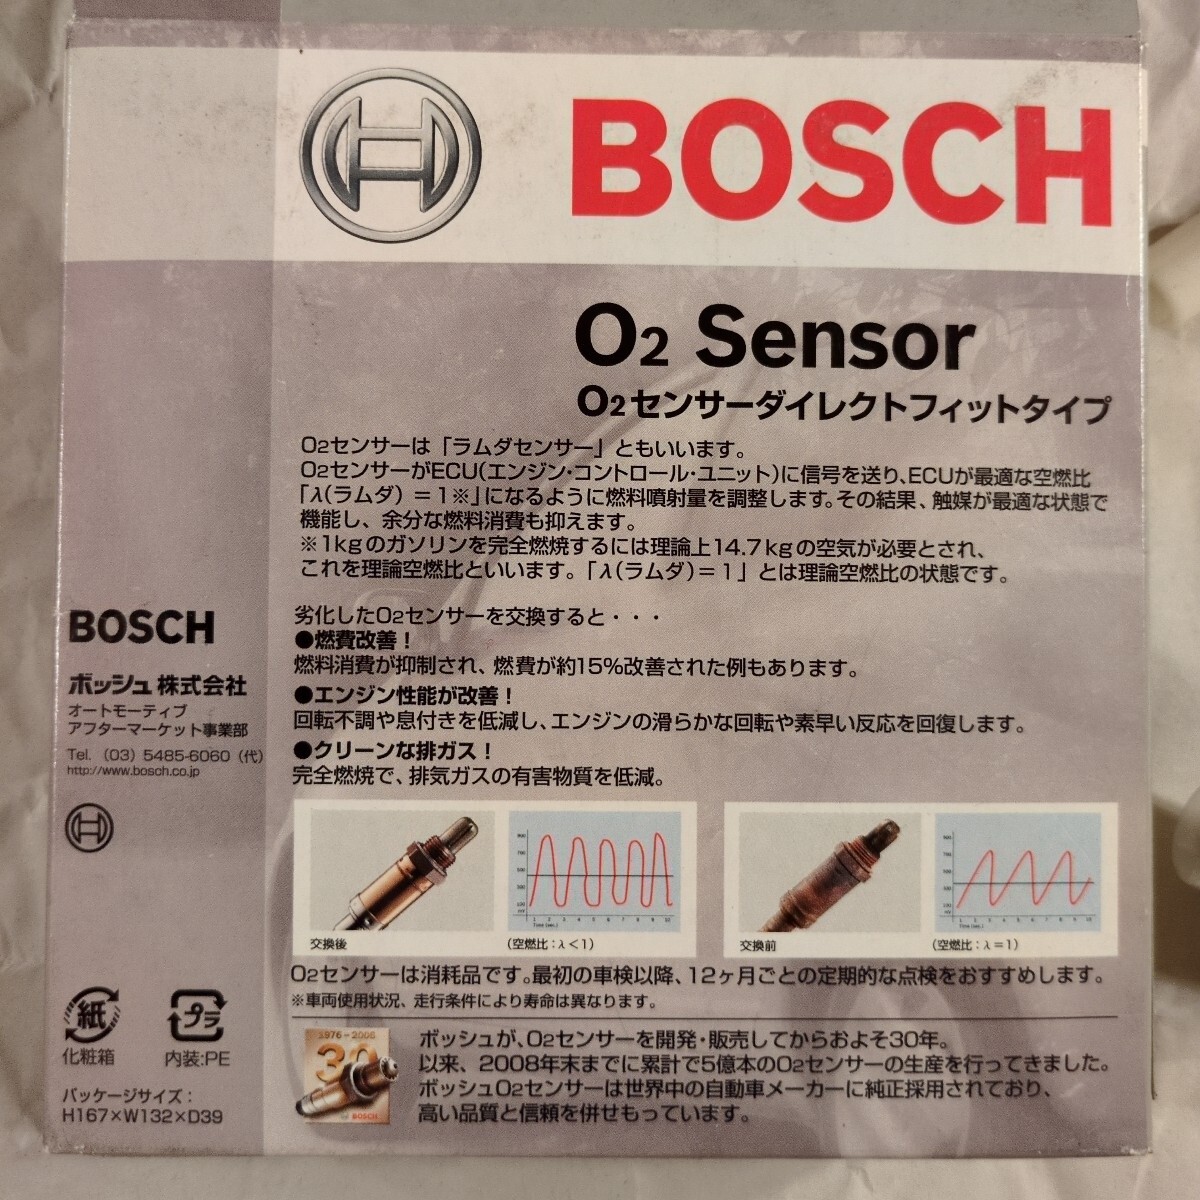 BOSCH
O2 Sensor
O2センサーダイレクトフィットタイプ
O2センサーは「ラムダセンサー」ともいいます。
O2センサーがECU(エンジン・コントロール・ユニット)に信号を送り、ECUが最適な空燃比
「λ(ラムダ)=1※」になるように燃料噴射量を調整します。その結果、触媒が最適な状態で
機能し、余分な燃料消費も抑えます。
※1kgのガソリンを完全燃焼するには理論上14.7kgの空気が必要とされ、
これを理論空燃比といいます。「λ(ラムダ)=1」とは理論空燃比の状態です。
劣化したO2センサーを交換すると・・・
●燃費改善！
燃料消費が抑制され、燃費が約15%改善された例もあります。
●エンジン性能が改善！
回転不調や息付きを低減し、エンジンの滑らかな回転や素早い反応を回復します。
●クリーンな排ガス！
完全燃焼で、排気ガスの有害物質を低減。
BOSCH
ボッシュ株式会社
オートモーティブ
アフターマーケット事業部
Tel. (03) 5485-6060 (代)
http://www.bosch.co.jp
1 2 3 4 5 6 7 8 9 10
Time (sec.)
交換後
(空燃比：λ<1)
Time (sec.)
交換前
(空燃比：λ=1)
O2センサーは消耗品です。最初の車検以降、12ヶ月ごとの定期的な点検をおすすめします。
※車両使用状況、走行条件により寿命は異なります。
1976-2008
30
BOSCH
ボッシュが、O2センサーを開発・販売してからおよそ30年。
以来、2008年末までに累計で5億本のO2センサーの生産を行ってきました。
ボッシュO2センサーは世界中の自動車メーカーに純正採用されており、
高い品質と信頼を併せもっています。
紙
プラ
化粧箱
内装:PE
パッケージサイズ：
H167×W132×D39